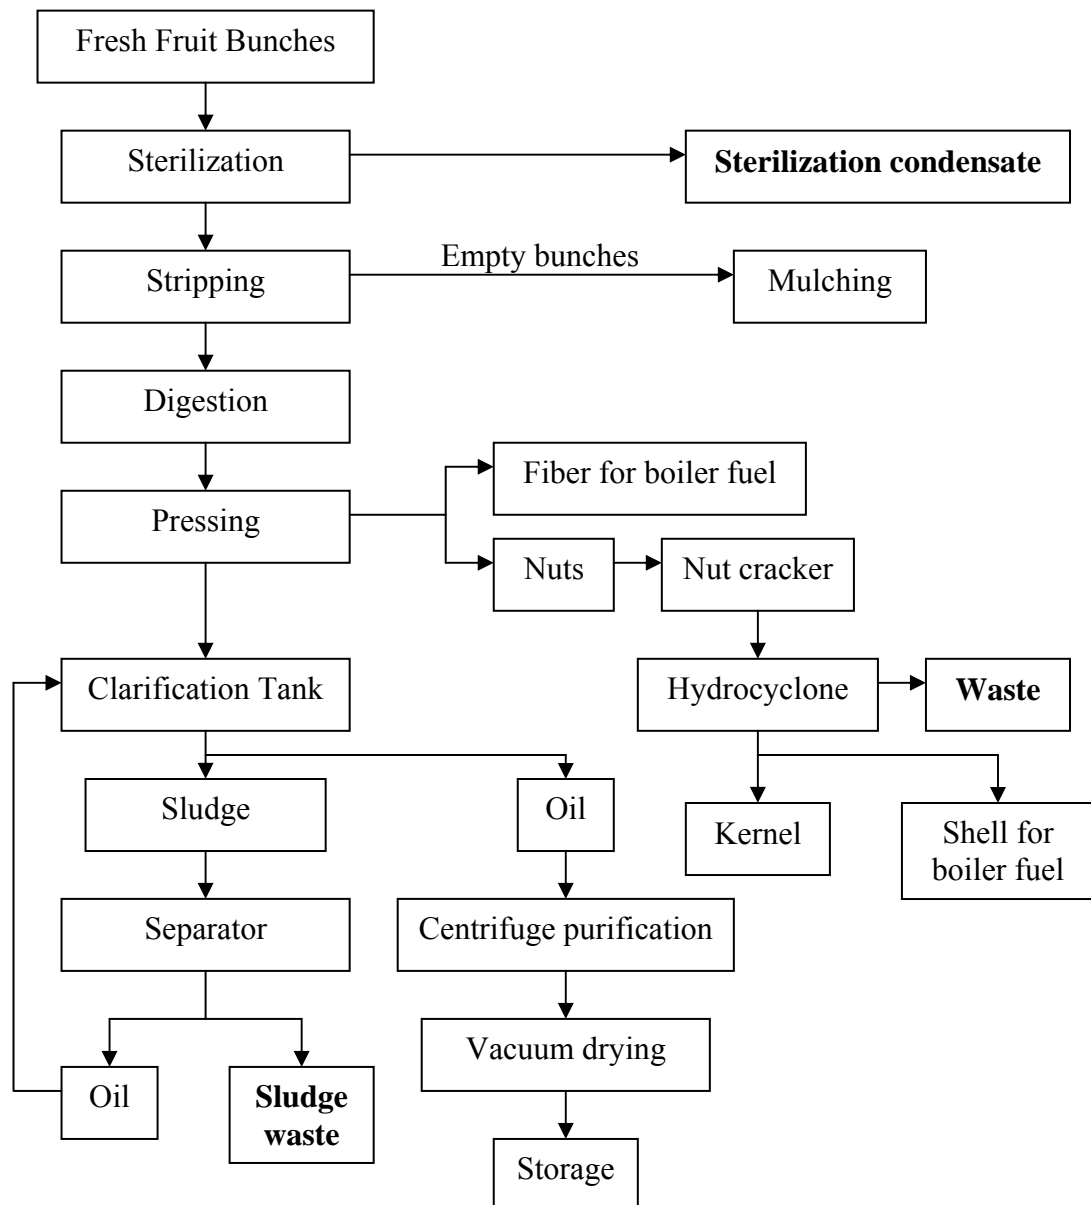 Fresh Fruit Bunches
Sterilization
Sterilization condensate
Stripping
Empty bunches
Mulching
Digestion
Fiber for boiler fuel
Pressing
Nuts
Nut cracker
Clarification Tank
Hydrocyclone
Waste
Sludge
Oil
Kernel
Shell for
boiler fuel
Separator
Centrifuge purification
Vacuum drying
Oil
Sludge
waste
Storage